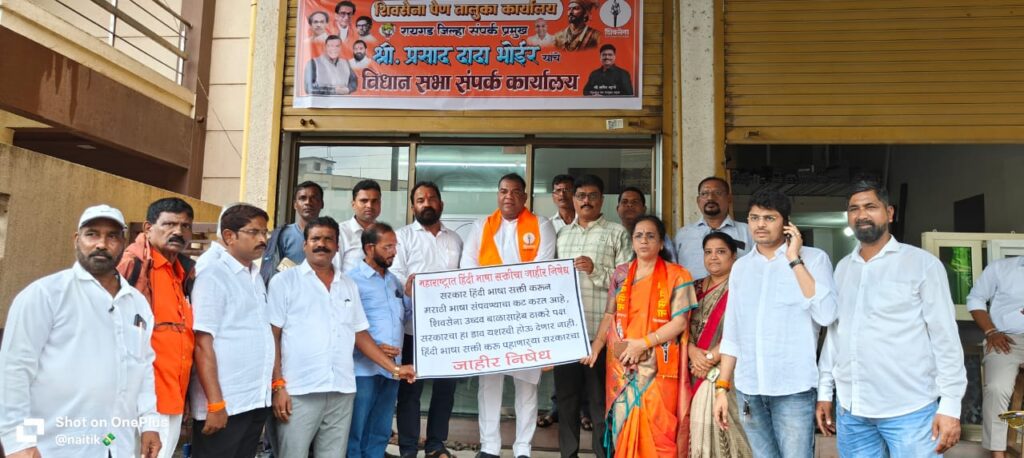 शिवसेना पेण तालुका कार्यालय
रायगड जिल्हा संपर्क प्रमुख
श्री. प्रसाद दादा भोईर यांचे
विधान सभा संपर्क कार्यालय
शिवसेना
महाराष्ट्रात हिंदी भाषा सक्तीचा जाहीर निषेध
सरकार हिंदी भाषा सक्ती करून
मराठी भाषा संपवण्याचा कट करत आहे,
शिवसेना उध्दव बाळासाहेब ठाकरे पक्ष
सरकारचा हा डाव यशस्वी होऊ देणार नाही.
हिंदी भाषा सक्ती करू पहाणाऱ्या सरकारचा
जाहीर निषेध
Shot on OnePlus
@naitik💸